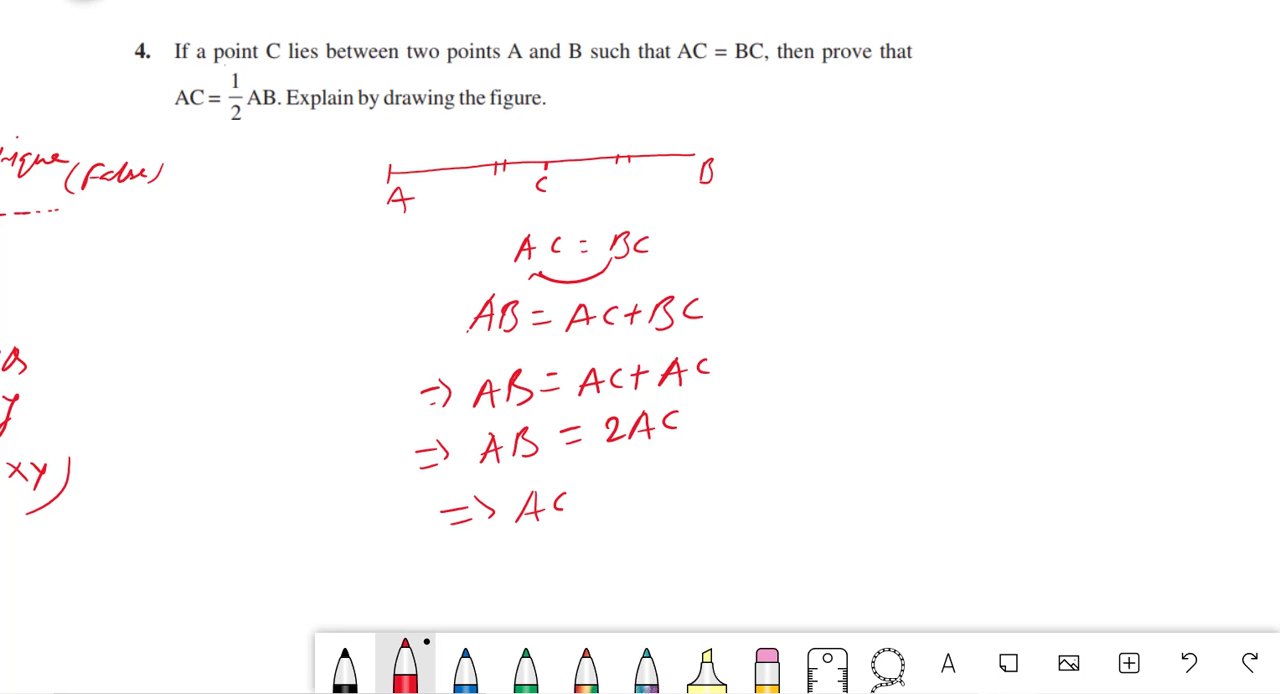 4. If a point C lies between two points A and B such that AC = BC, then prove that
AC = 1/2 AB. Explain by drawing the figure.
(False)
A C B
AC = BC
AB = AC + BC
=> AB = AC + AC
=> AB = 2AC
xy)
=> AC
A